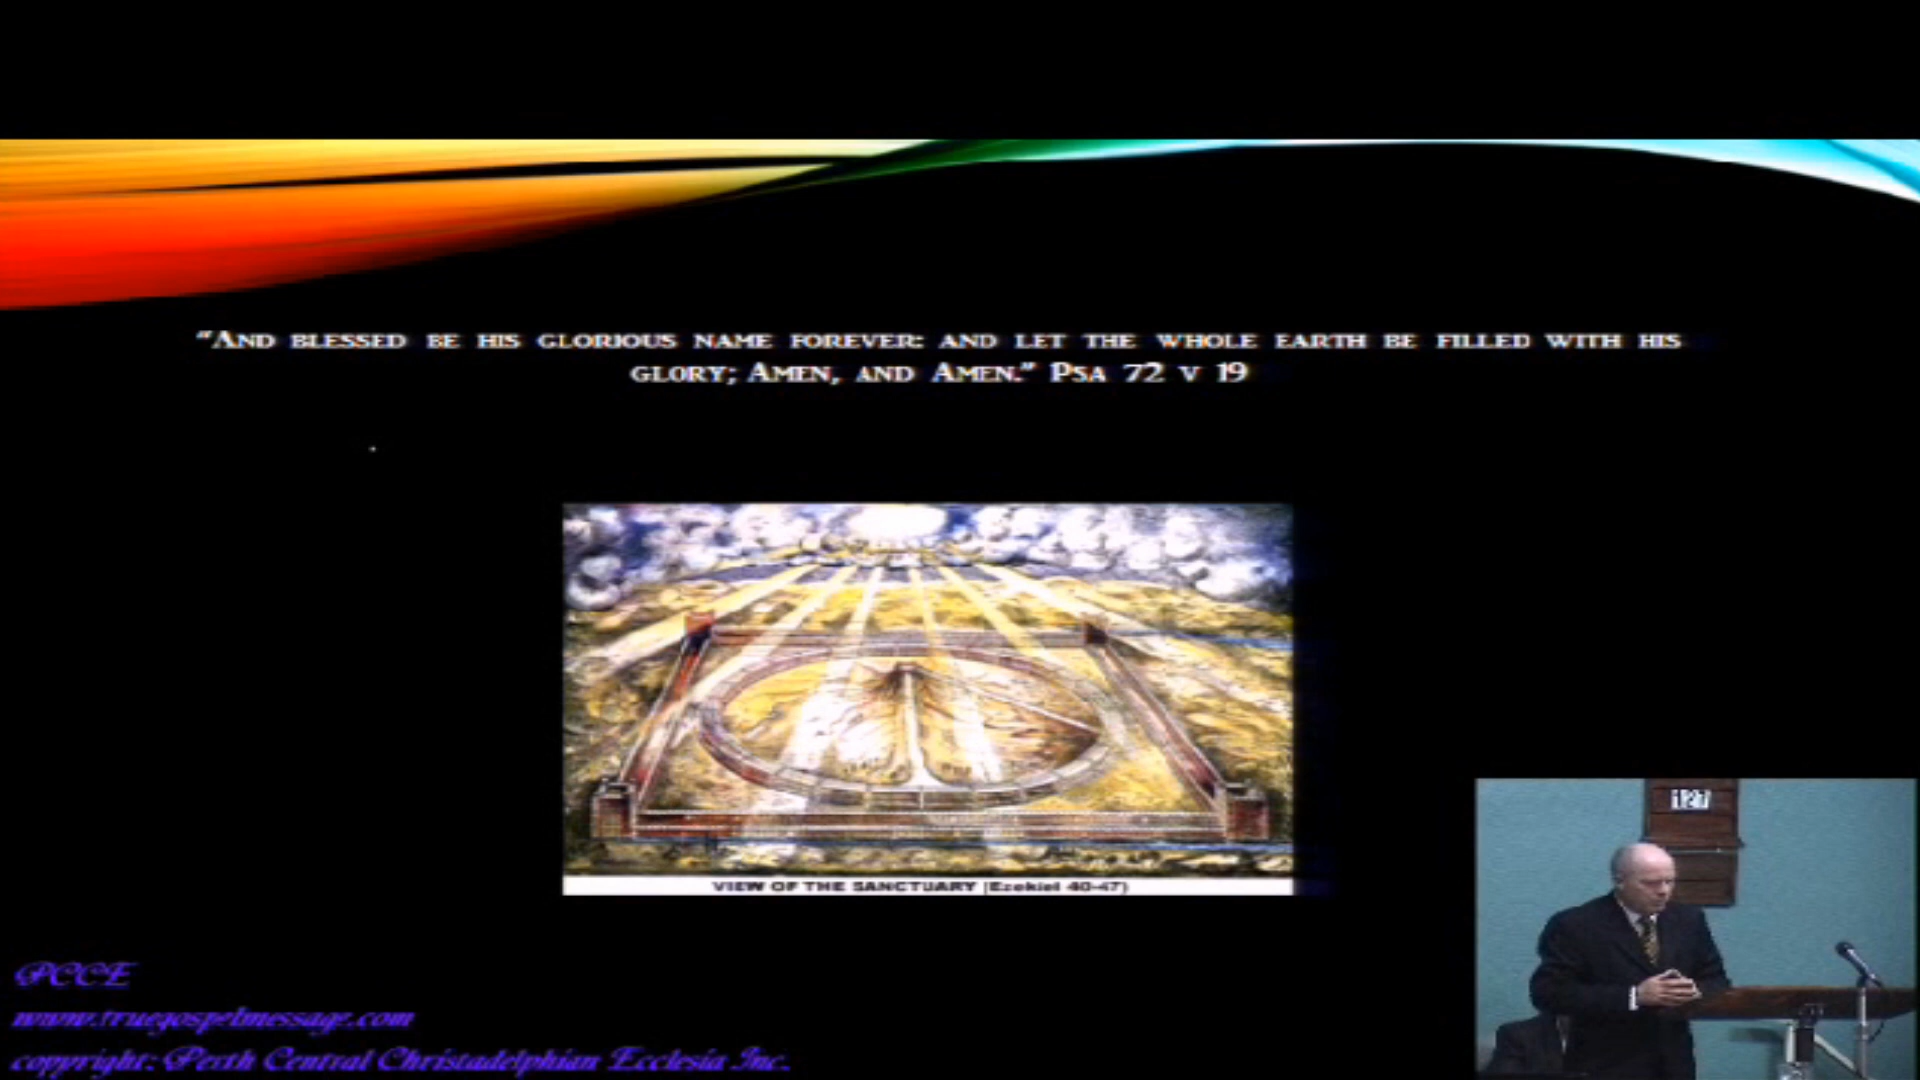 “And blessed be his glorious name forever: and let the whole earth be filled with his
glory; Amen, and Amen.” Psa 72 v 19
VIEW OF THE SANCTUARY (Ezekiel 40-47)
127
PCCE
www.truegospelmessage.com
copyright: Perth Central Christadelphian Ecclesia Inc.